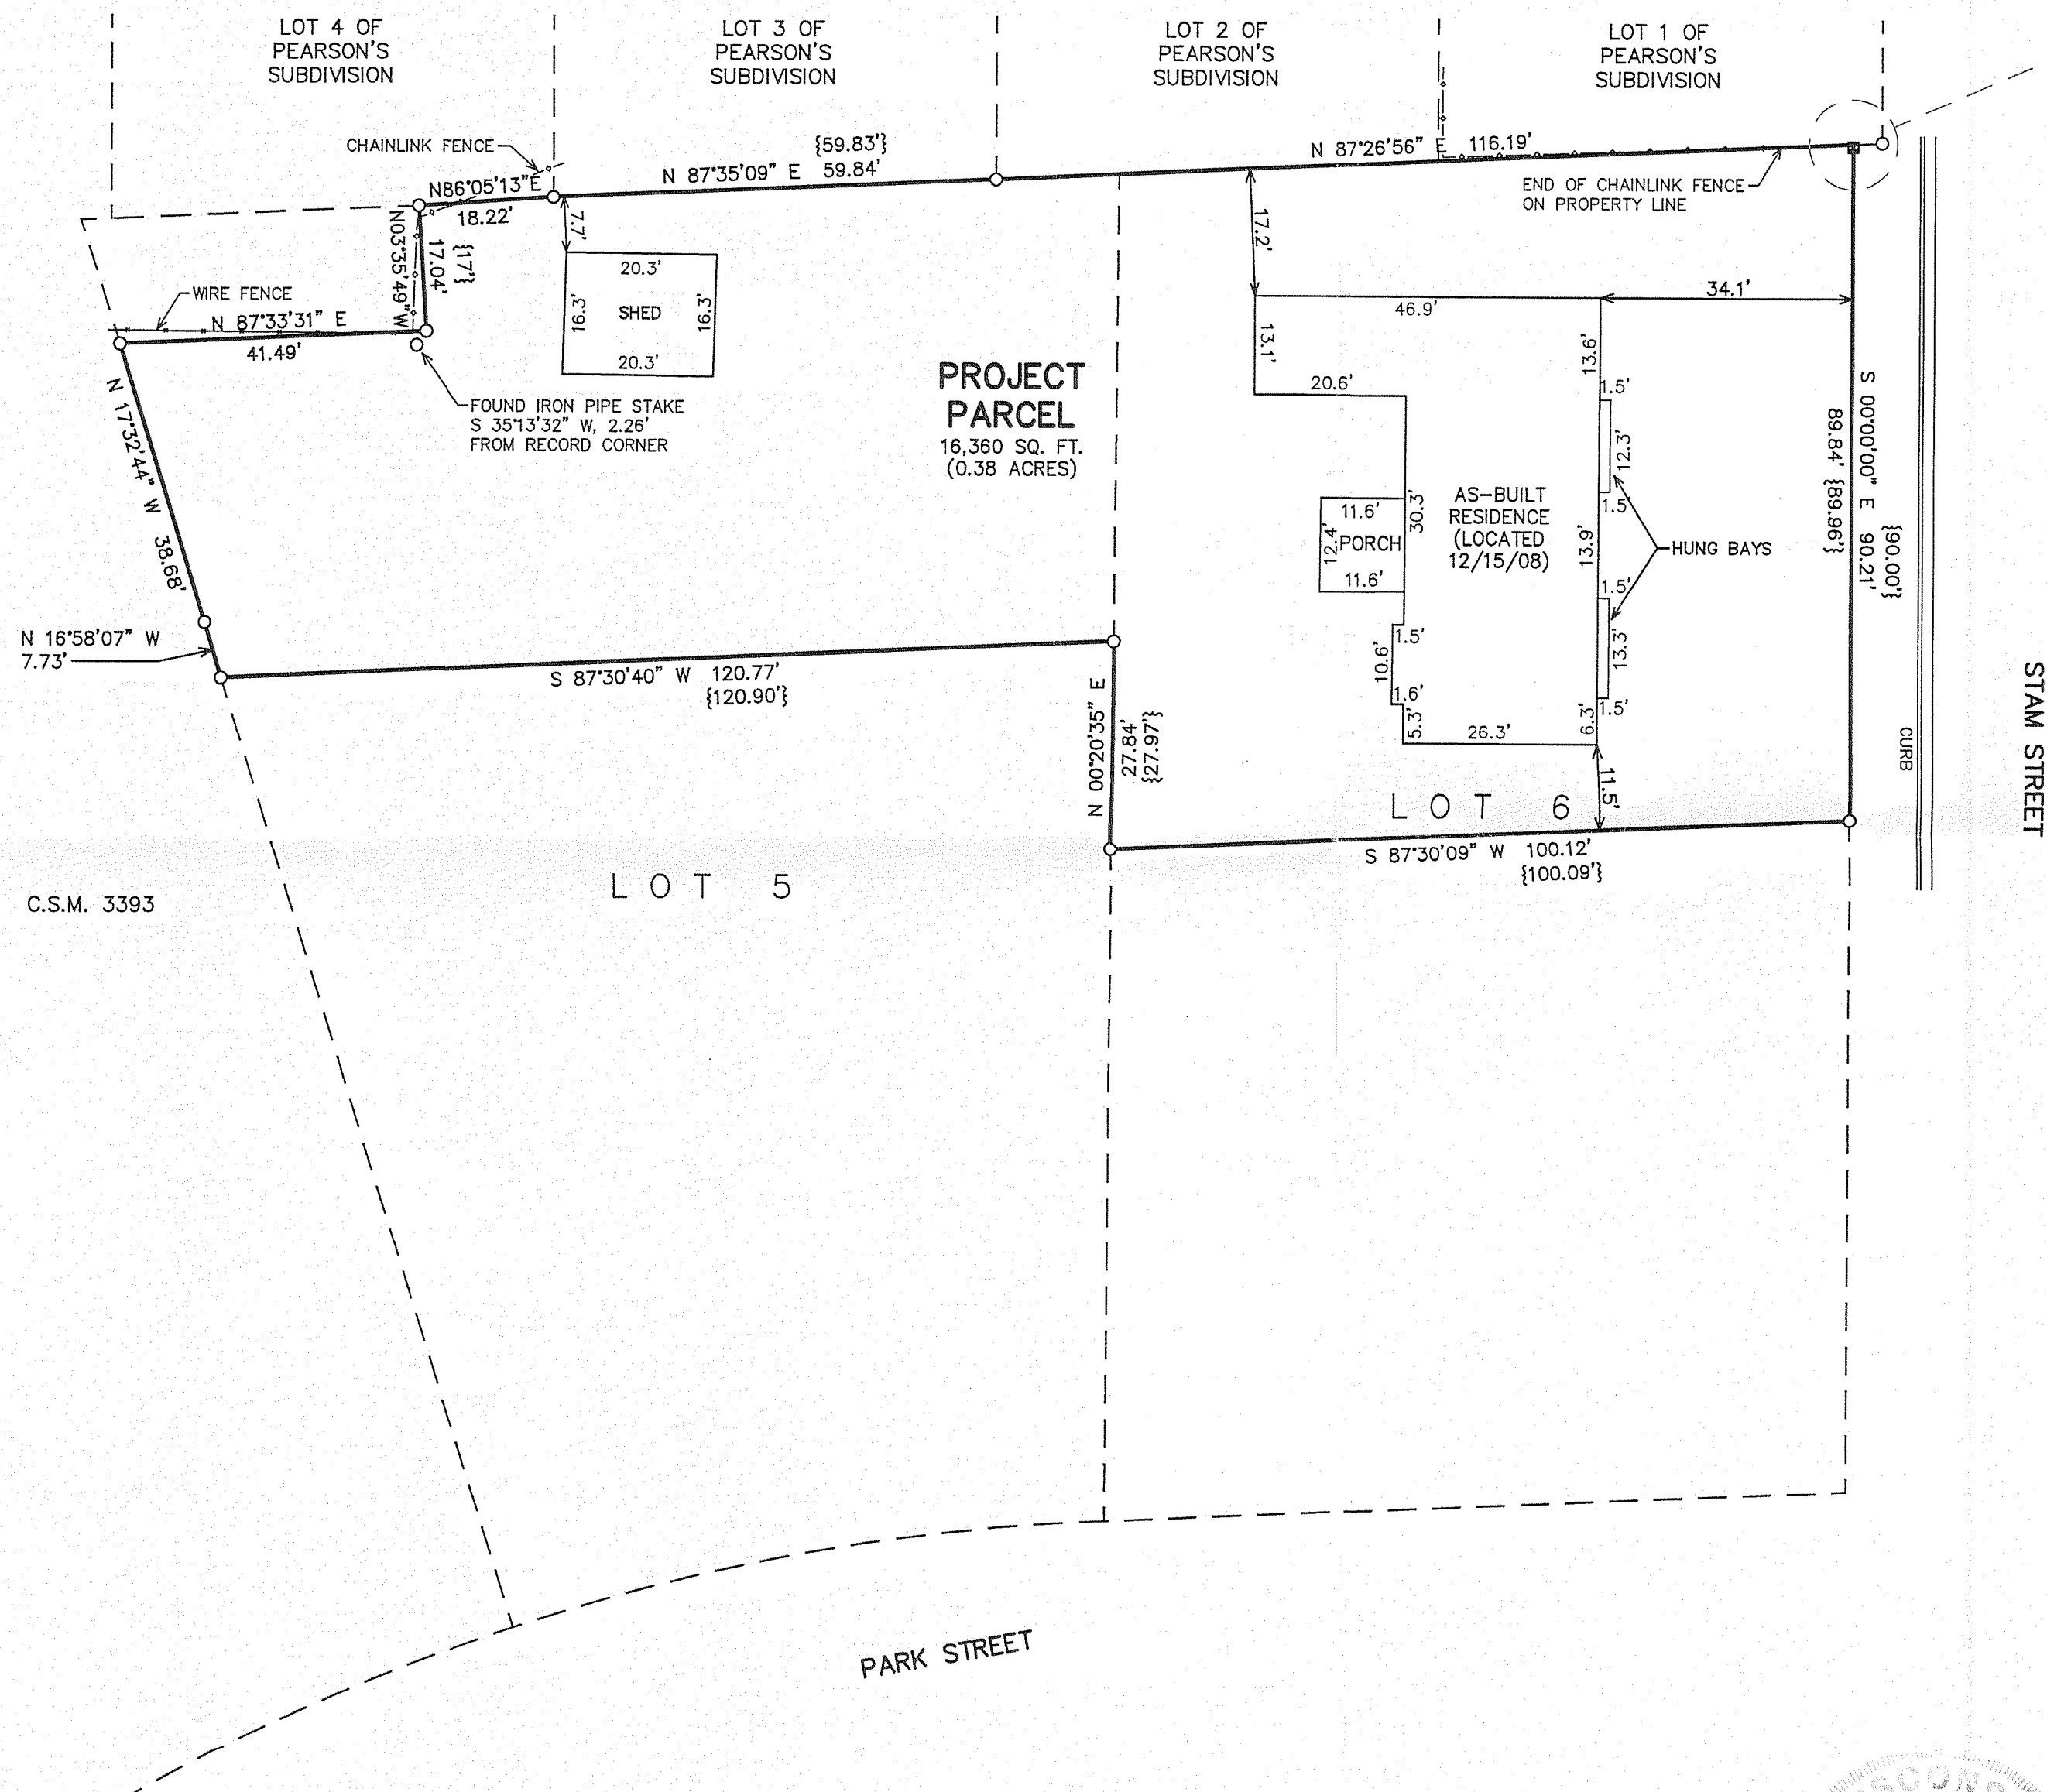 LOT 4 OF
PEARSON'S
SUBDIVISION
LOT 3 OF
PEARSON'S
SUBDIVISION
LOT 2 OF
PEARSON'S
SUBDIVISION
LOT 1 OF
PEARSON'S
SUBDIVISION
CHAINLINK FENCE
N86°05'13"E
18.22'
{59.83'}
N 87°35'09" E 59.84'
N 87°26'56" E 116.19'
END OF CHAINLINK FENCE
ON PROPERTY LINE
N03°35'49"W
17.04'
{17'}
7.7'
20.3'
16.3'
SHED
16.3'
20.3'
WIRE FENCE
N 87°33'31" E
41.49'
FOUND IRON PIPE STAKE
S 35°13'32" W, 2.26'
FROM RECORD CORNER
PROJECT
PARCEL
16,360 SQ. FT.
(0.38 ACRES)
17.2'
46.9'
34.1'
13.1'
20.6'
13.6'
1.5'
12.3'
1.5'
30.3'
11.6'
12.4'
PORCH
11.6'
AS-BUILT
RESIDENCE
(LOCATED
12/15/08)
13.9'
HUNG BAYS
1.5'
13.3'
1.5'
1.5'
10.6'
1.6'
5.3'
26.3'
6.3'
11.5'
S 00°00'00" E 90.21'
{90.00'}
89.84' {89.96'}
N 17°32'44" W 38.68'
N 16°58'07" W
7.73'
S 87°30'40" W 120.77'
{120.90'}
N 00°20'35" E
27.84'
{27.97'}
LOT 6
S 87°30'09" W 100.12'
{100.09'}
CURB
STAM STREET
LOT 5
C.S.M. 3393
PARK STREET